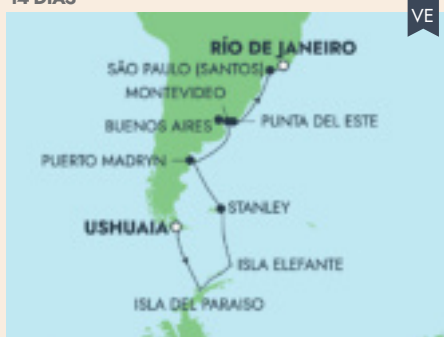 14 DÍAS
VE
RÍO DE JANEIRO
SÃO PAULO (SANTOS)
MONTEVIDEO
BUENOS AIRES
PUNTA DEL ESTE
PUERTO MADRYN
STANLEY
USHUAIA
ISLA ELEFANTE
ISLA DEL PARAISO